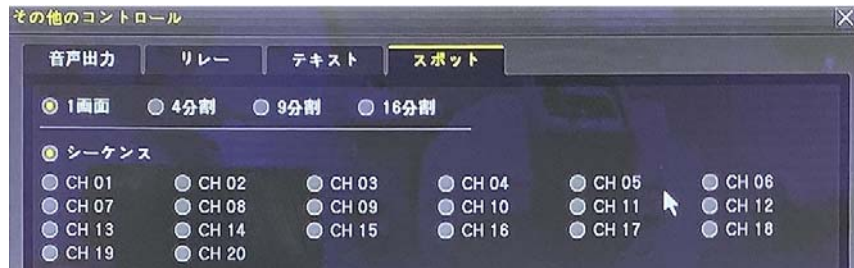 その他のコントロール
音声出力 リレー テキスト スポット
1画面 4分割 9分割 16分割
シーケンス
CH 01 CH 02 CH 03 CH 04 CH 05 CH 06
CH 07 CH 08 CH 09 CH 10 CH 11 CH 12
CH 13 CH 14 CH 15 CH 16 CH 17 CH 18
CH 19 CH 20